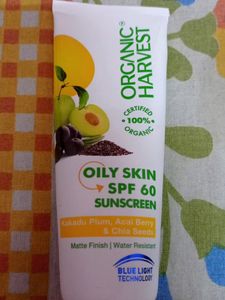 ORGANIC
HARVEST®
CERTIFIED
100%
ORGANIC
OILY SKIN
SPF 60
SUNSCREEN
Kakadu Plum, Acai Berry
& Chia Seeds
Matte Finish | Water Resistant
BLUE LIGHT
TECHNOLOGY